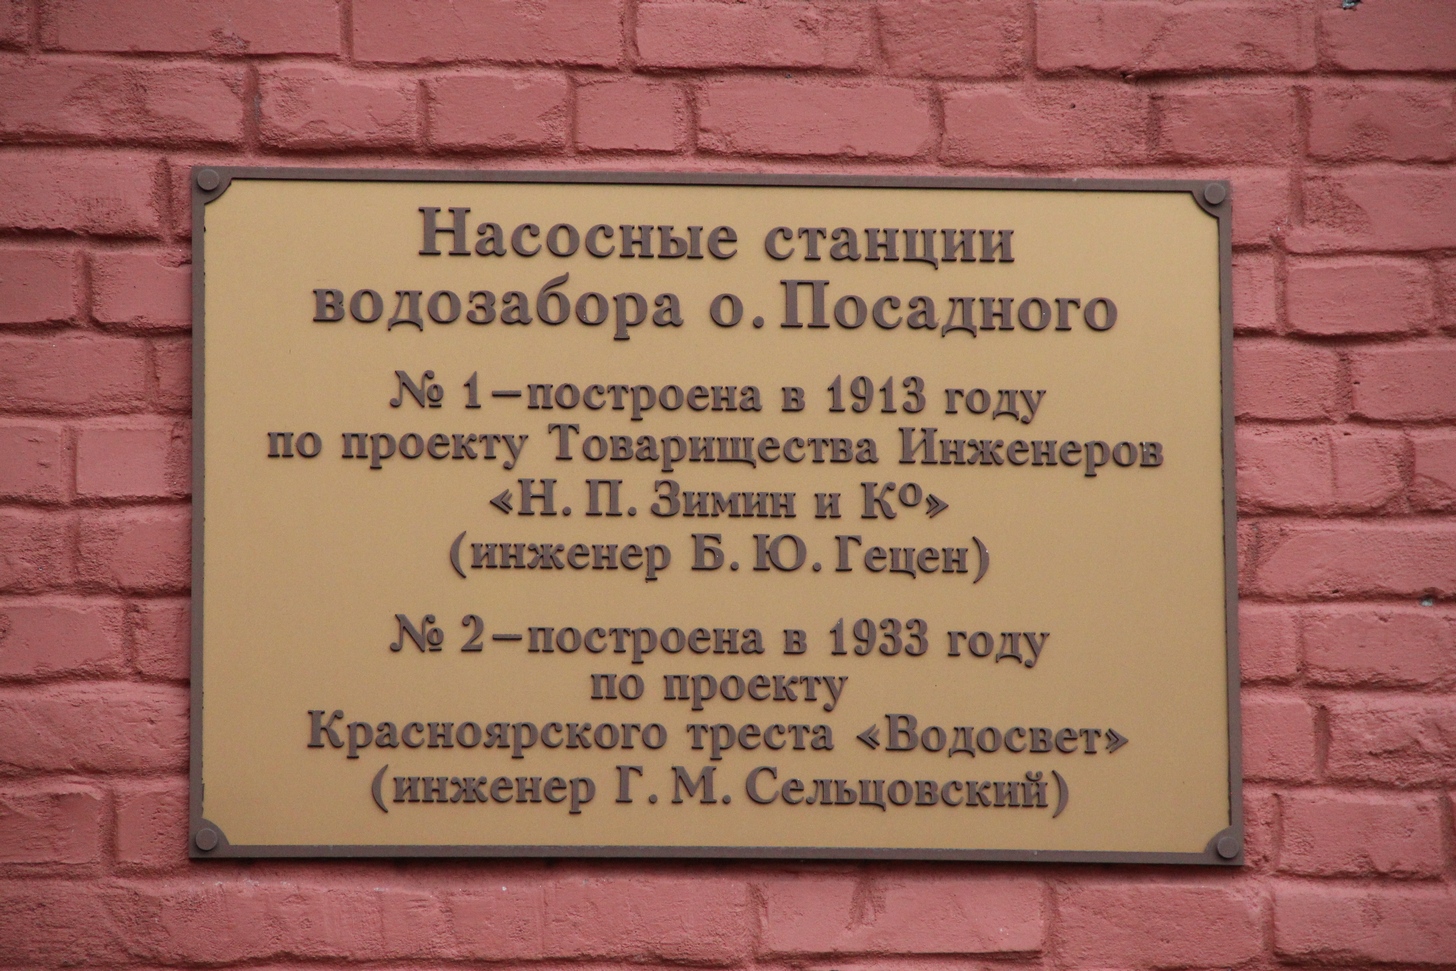 Насосные станции
водозабора о. Посадного
№ 1 – построена в 1913 году
по проекту Товарищества Инженеров
«Н. П. Зимин и Ко»
(инженер Б. Ю. Гецен)
№ 2 – построена в 1933 году
по проекту
Красноярского треста «Водосвет»
(инженер Г. М. Сельцовский)